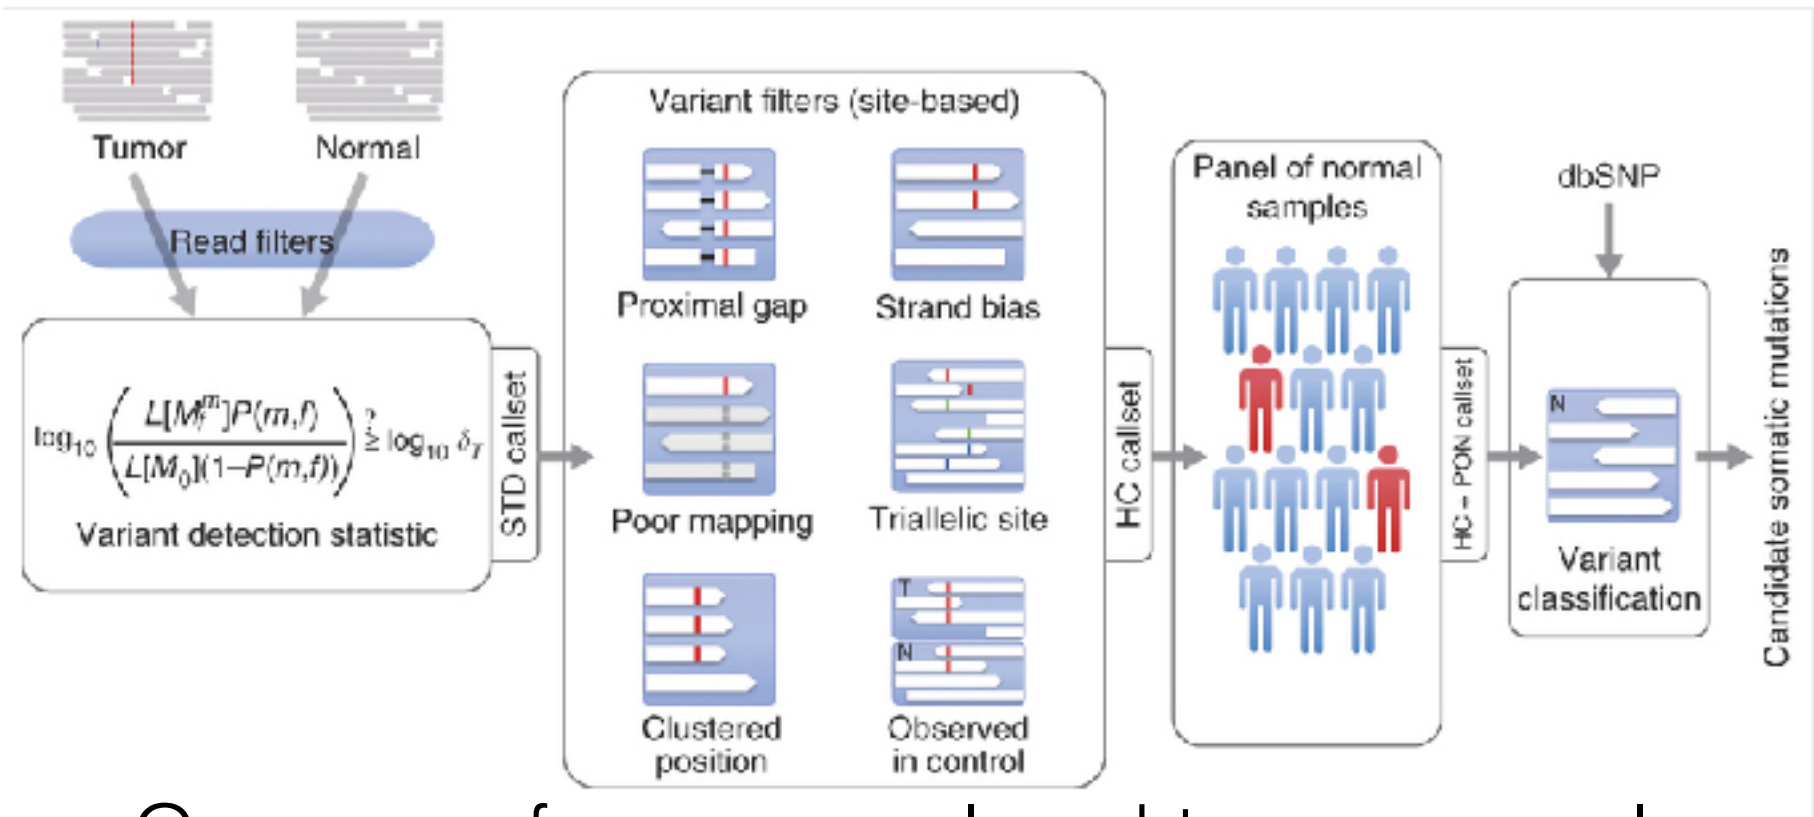 Tumor
Normal
Read filters
log10 (L[M_f^m]P(m,f) / L[M_0](1–P(m,f))) ≥? log10 δ_T
Variant detection statistic
STD callset
Variant filters (site-based)
Proximal gap
Strand bias
Poor mapping
Triallelic site
Clustered
position
T
N
Observed
in control
HC callset
Panel of normal
samples
HC – PON callset
dbSNP
N
Variant
classification
Candidate somatic mutations